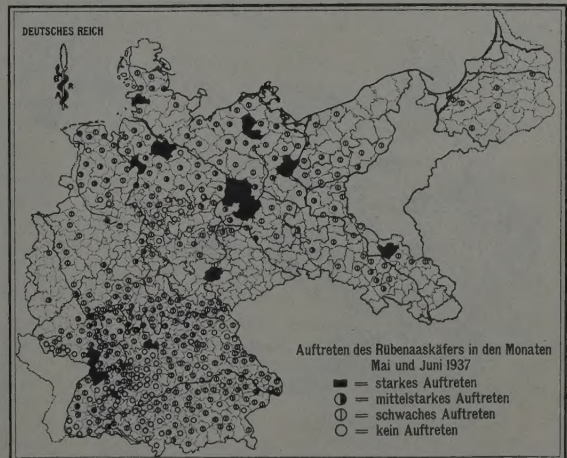 DEUTSCHES REICH
Auftreten des Rübenaaskäfers in den Monaten
Mai und Juni 1937
= starkes Auftreten
= mittelstarkes Auftreten
= schwaches Auftreten
= kein Auftreten